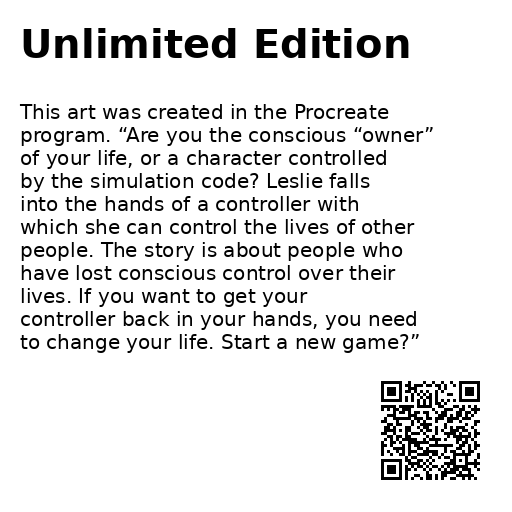 Unlimited Edition
This art was created in the Procreate
program. “Are you the conscious “owner”
of your life, or a character controlled
by the simulation code? Leslie falls
into the hands of a controller with
which she can control the lives of other
people. The story is about people who
have lost conscious control over their
lives. If you want to get your
controller back in your hands, you need
to change your life. Start a new game?”